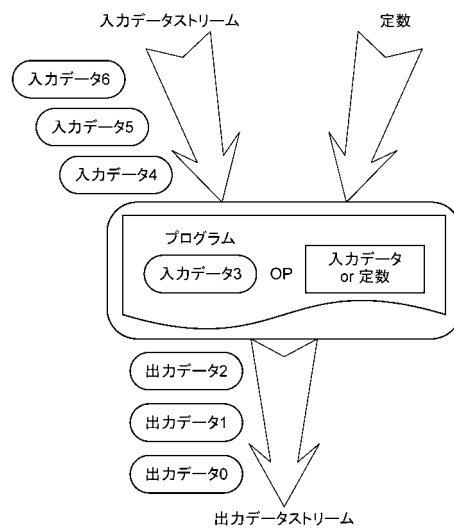 入力データストリーム
定数
入力データ6
入力データ5
入力データ4
プログラム
入力データ3
OP
入力データ
or 定数
出力データ2
出力データ1
出力データ0
出力データストリーム